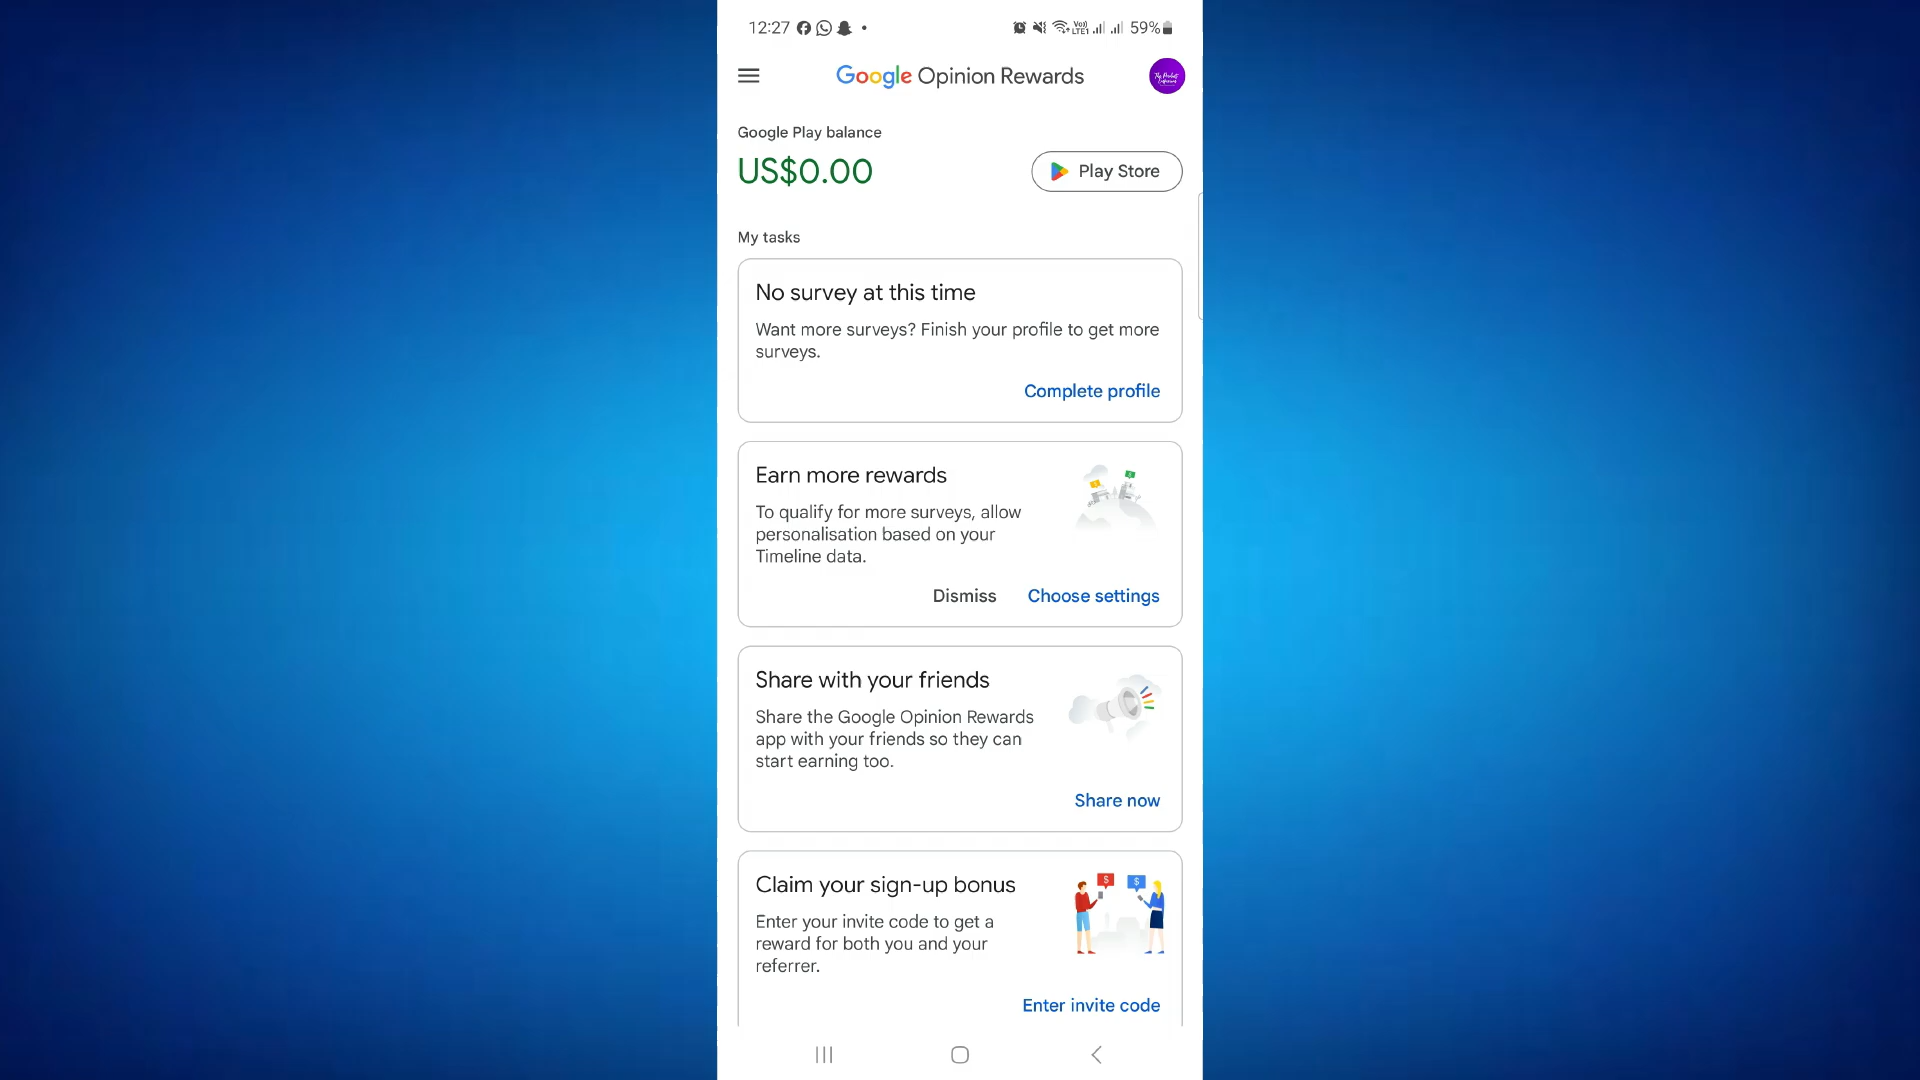 12:27
59%
Google Opinion Rewards
Google Play balance
US$0.00
Play Store
My tasks
No survey at this time
Want more surveys? Finish your profile to get more
surveys.
Complete profile
Earn more rewards
To qualify for more surveys, allow
personalisation based on your
Timeline data.
Dismiss
Choose settings
Share with your friends
Share the Google Opinion Rewards
app with your friends so they can
start earning too.
Share now
Claim your sign-up bonus
Enter your invite code to get a
reward for both you and your
referrer.
Enter invite code